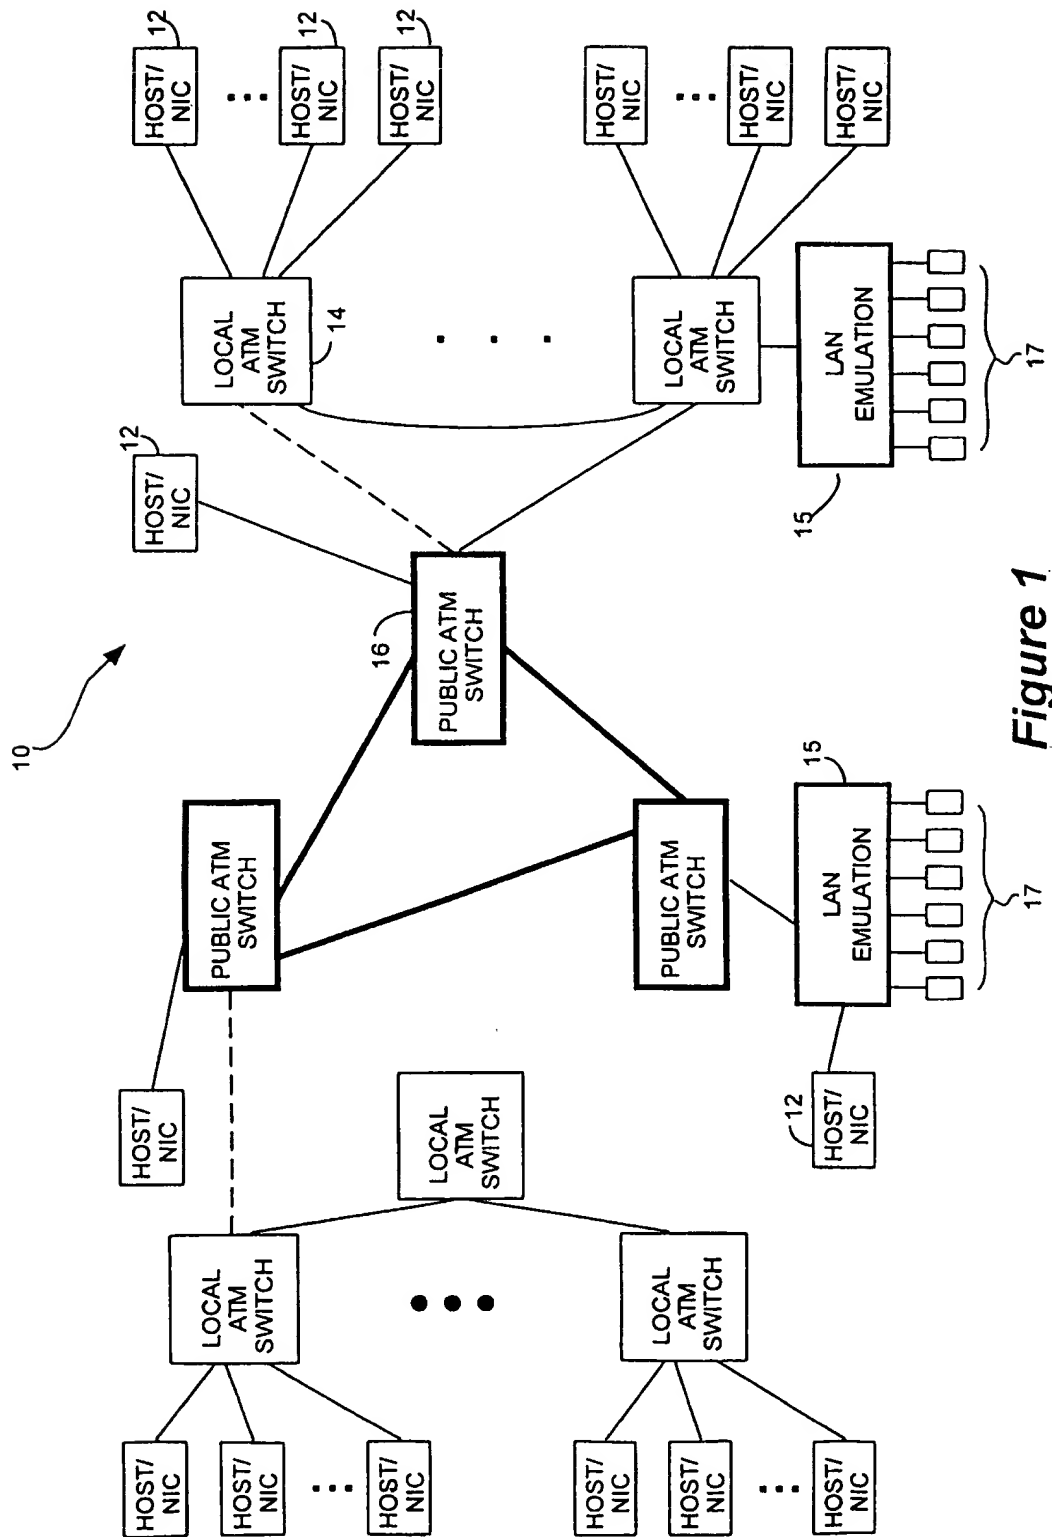 10
HOST/
NIC
HOST/
NIC
HOST/
NIC
12
HOST/
NIC
12
HOST/
NIC
LOCAL
ATM
SWITCH
PUBLIC ATM
SWITCH
LOCAL
ATM
SWITCH
14
HOST/
NIC
12
HOST/
NIC
LOCAL
ATM
SWITCH
16
PUBLIC ATM
SWITCH
HOST/
NIC
12
HOST/
NIC
HOST/
NIC
HOST/
NIC
LOCAL
ATM
SWITCH
PUBLIC ATM
SWITCH
LOCAL
ATM
SWITCH
HOST/
NIC
HOST/
NIC
HOST/
NIC
12
HOST/
NIC
15
LAN
EMULATION
17
15
LAN
EMULATION
17
Figure 1